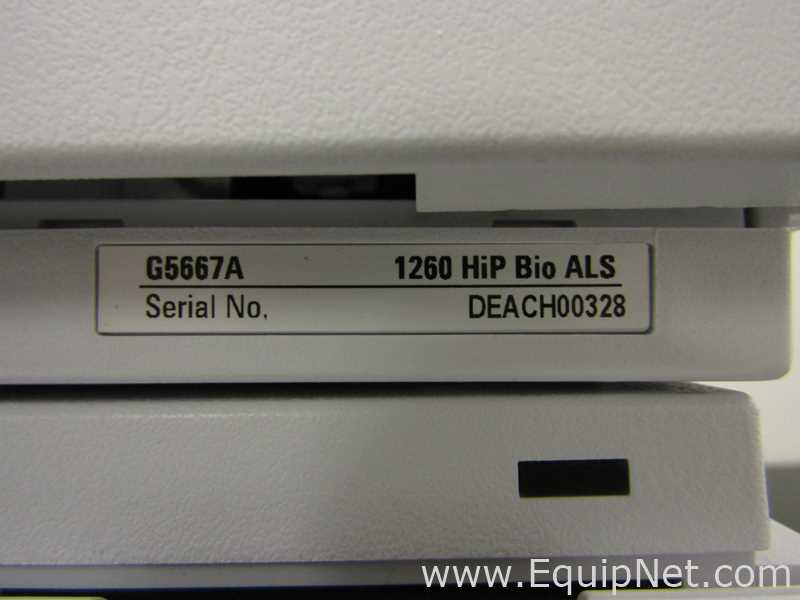 G5667A 1260 HiP Bio ALS
Serial No. DEACH00328
www.EquipNet.com